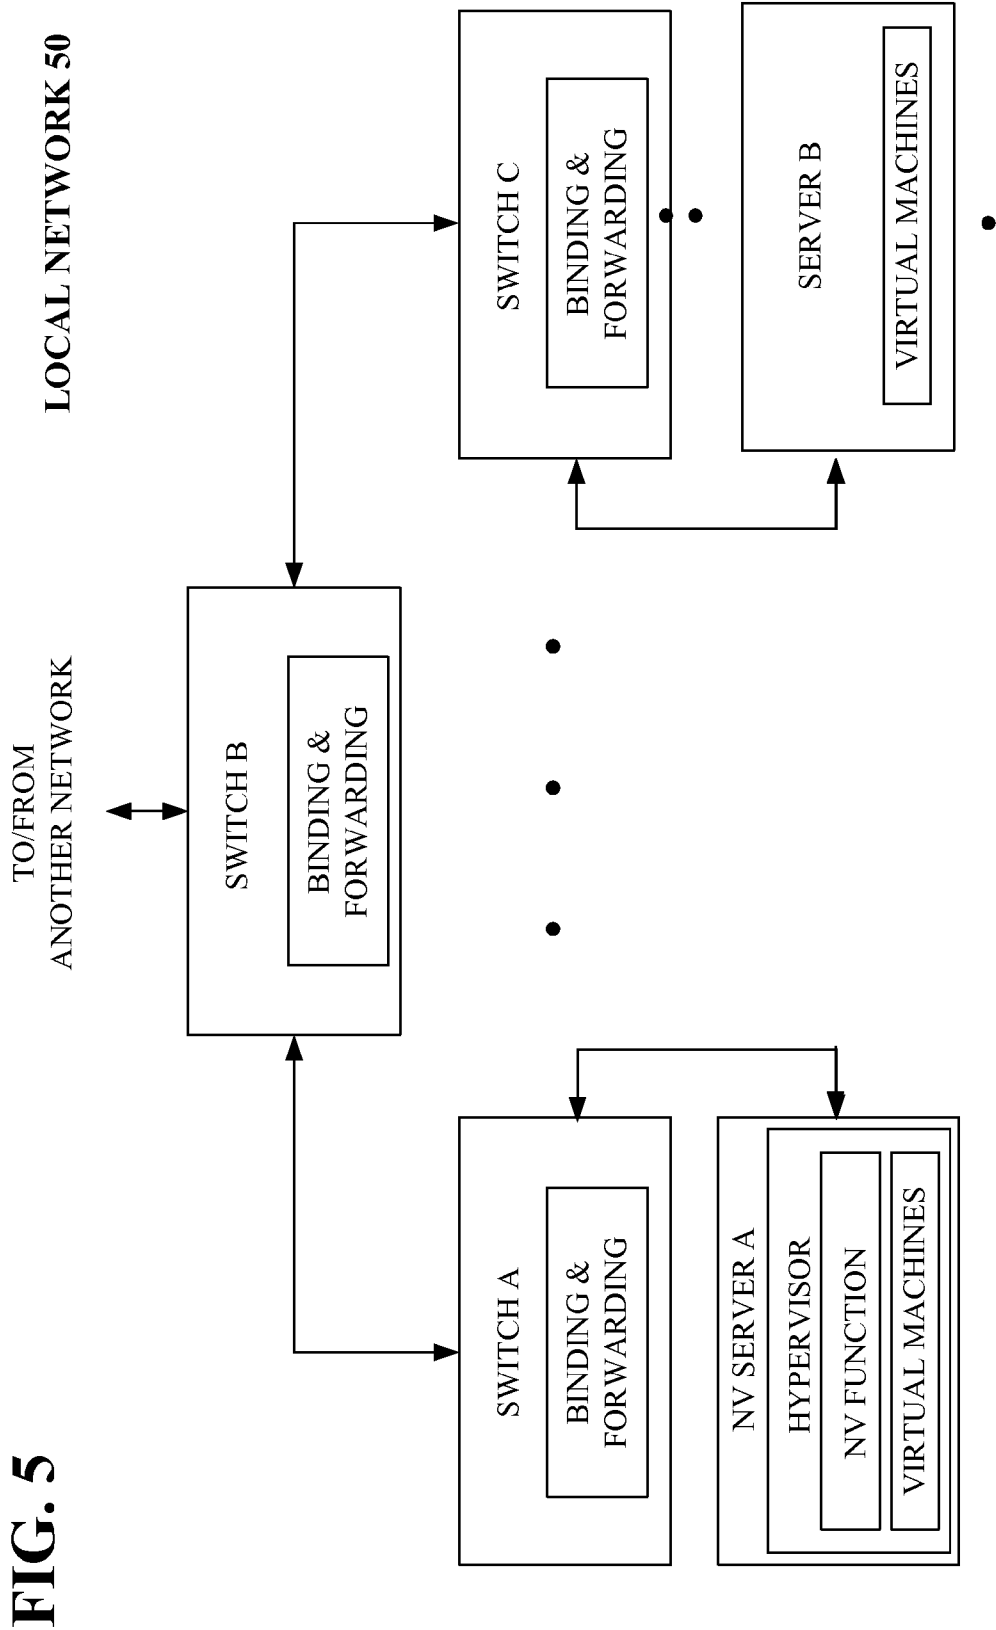 FIG. 5
LOCAL NETWORK 50
TO/FROM
ANOTHER NETWORK
SWITCH B
BINDING &
FORWARDING
SWITCH A
BINDING &
FORWARDING
SWITCH C
BINDING &
FORWARDING
NV SERVER A
HYPERVISOR
NV FUNCTION
VIRTUAL MACHINES
SERVER B
VIRTUAL MACHINES